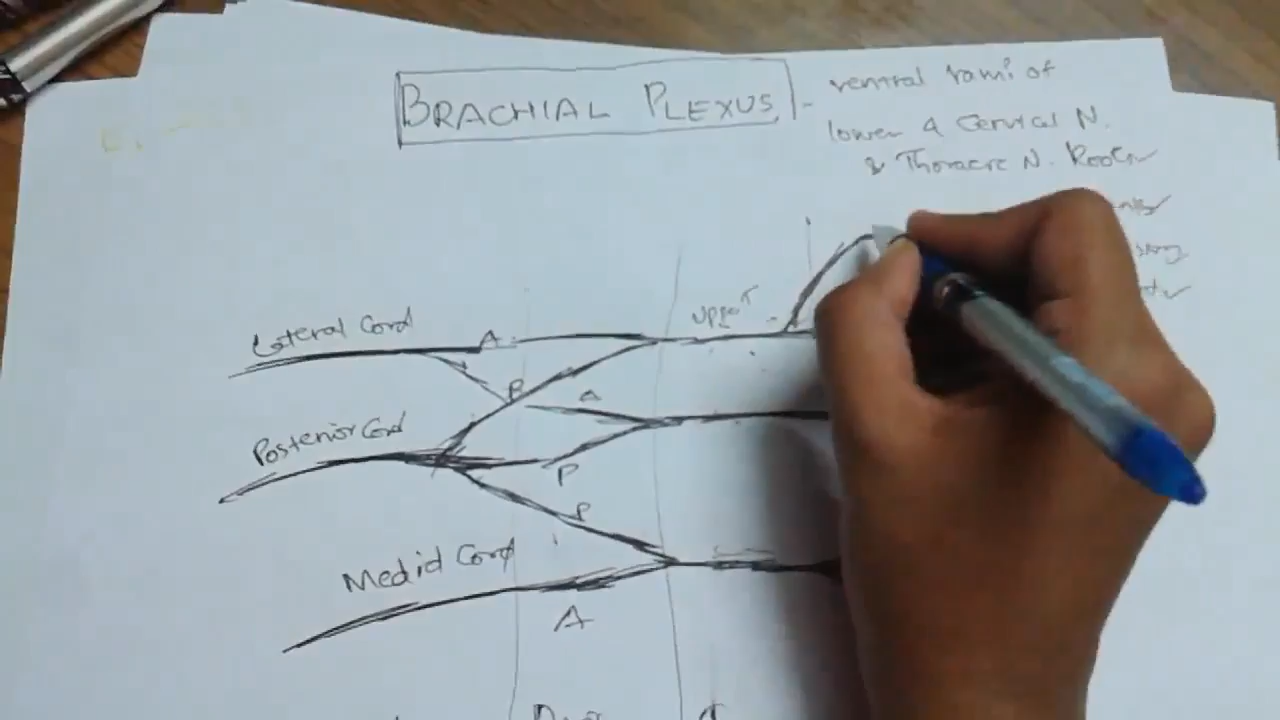 BRACHIAL PLEXUS
- ventral rami of
lower 4 Cervical N.
& Thoracic N. Roots
upper T
Lateral Cord
A
P
A
Posterior Cord
P
P
Medial Cord
A